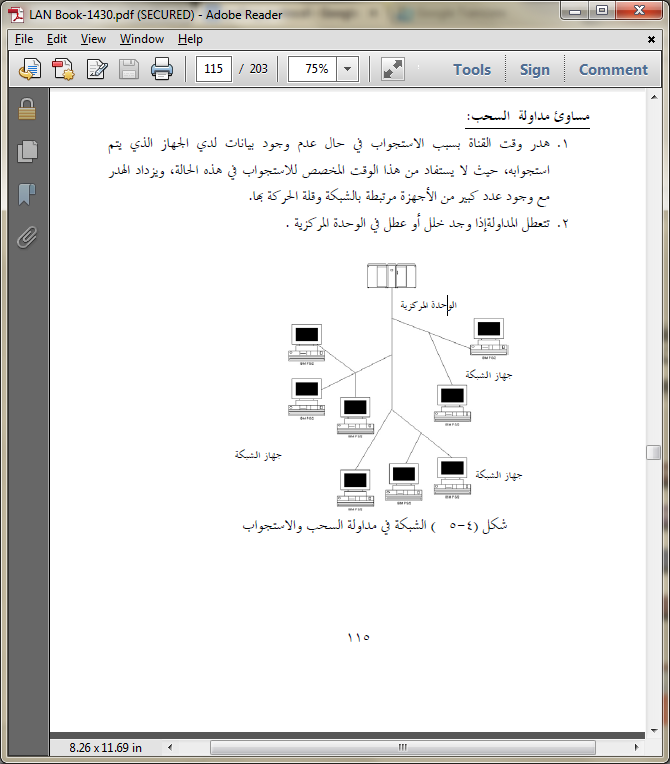 LAN Book-1430.pdf (SECURED) - Adobe Reader
File Edit View Window Help
115 / 203 75% Tools Sign Comment
مساوئ مداولة السحب:
١. هدر وقت القناة بسبب الاستجواب في حال عدم وجود بيانات لدي الجهاز الذي يتم
استجوابه، حيث لا يستفاد من هذا الوقت المخصص للاستجواب في هذه الحالة، ويزداد الهدر
مع وجود عدد كبير من الأجهزة مرتبطة بالشبكة وقلة الحركة بها.
٢. تتعطل المداولةإذا وجد خلل أو عطل في الوحدة المركزية .
الوحدة المركزية
جهاز الشبكة
جهاز الشبكة
جهاز الشبكة
شكل (٤-٥ ) الشبكة في مداولة السحب والاستجواب
١١٥
8.26 x 11.69 in